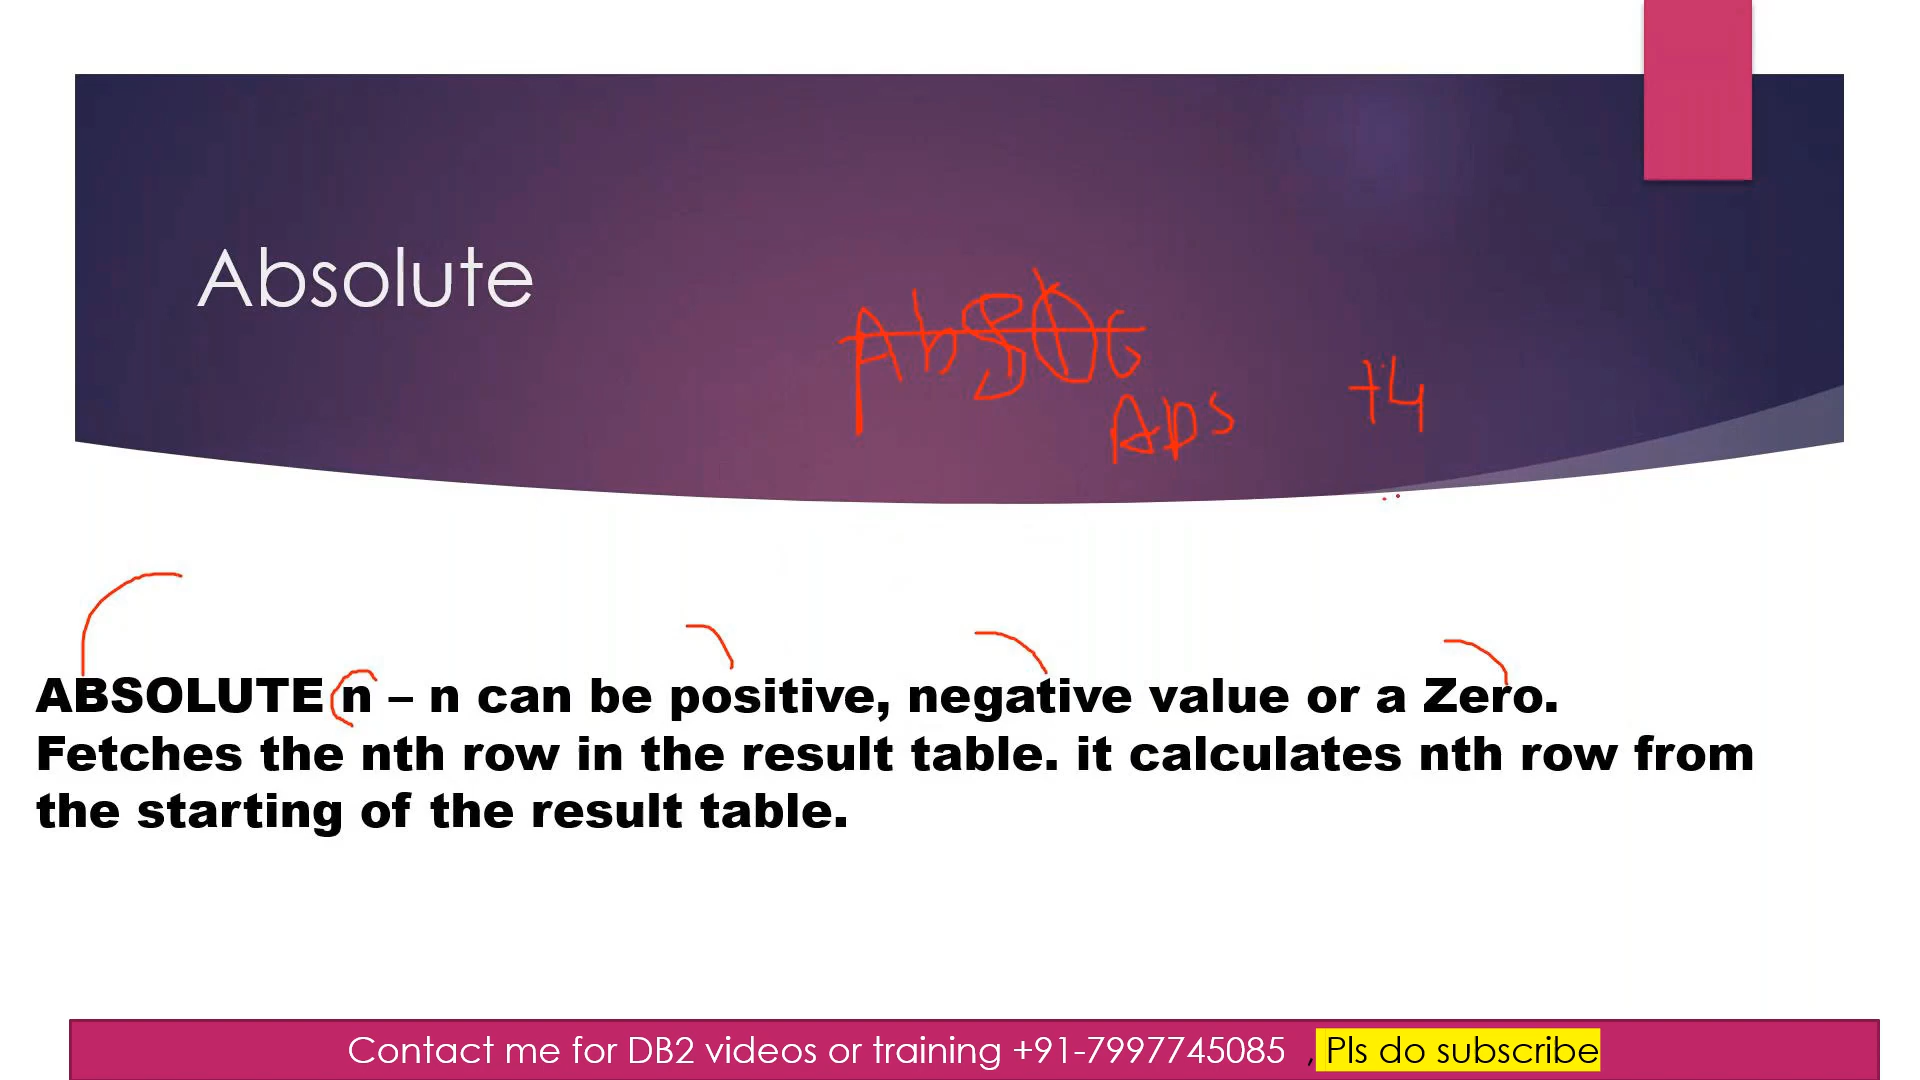 Absolute
+4
ABSOLUTE n – n can be positive, negative value or a Zero.
Fetches the nth row in the result table. it calculates nth row from
the starting of the result table.
Contact me for DB2 videos or training +91-7997745085 , Pls do subscribe